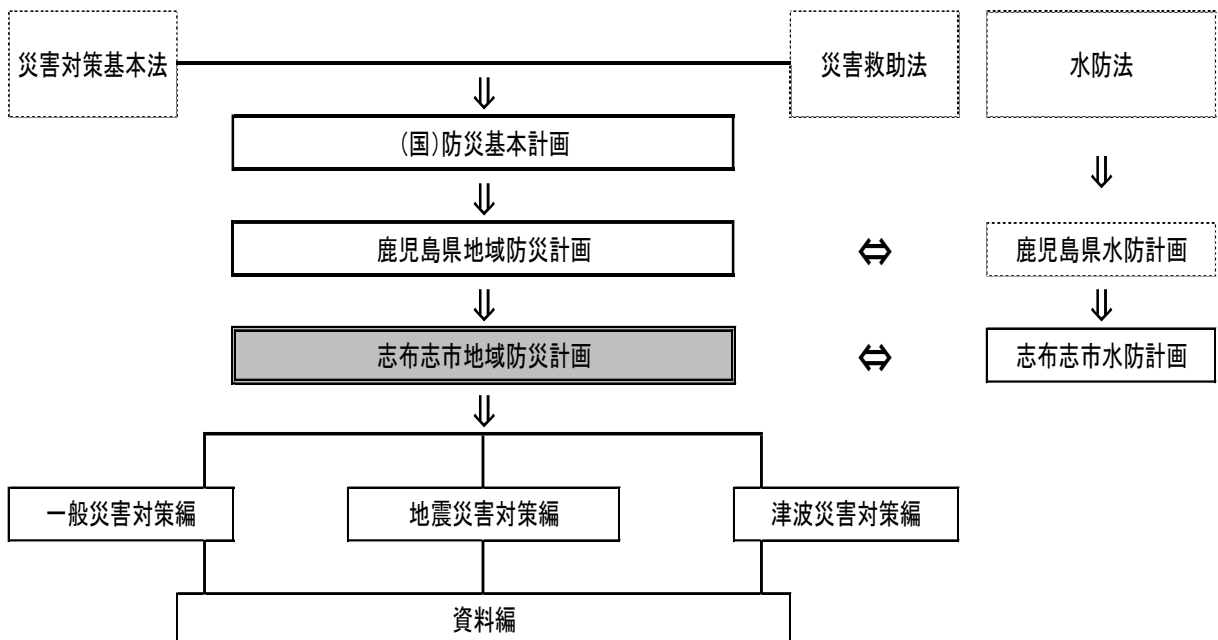 災害対策基本法
災害救助法
水防法
⇓
(国)防災基本計画
⇓
⇓
鹿児島県地域防災計画
⇔
鹿児島県水防計画
⇓
⇓
志布志市地域防災計画
⇔
志布志市水防計画
⇓
一般災害対策編
地震災害対策編
津波災害対策編
資料編